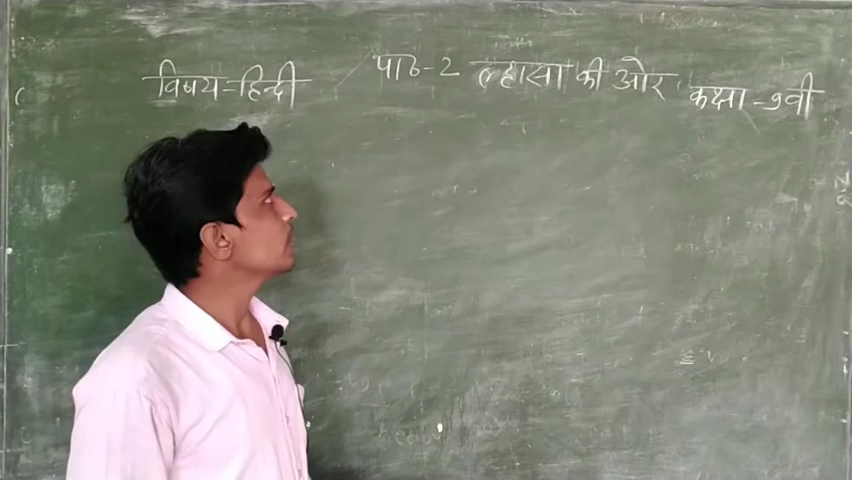 विषय=हिन्दी पाठ-2 ल्हासा की ओर कक्षा-9वी